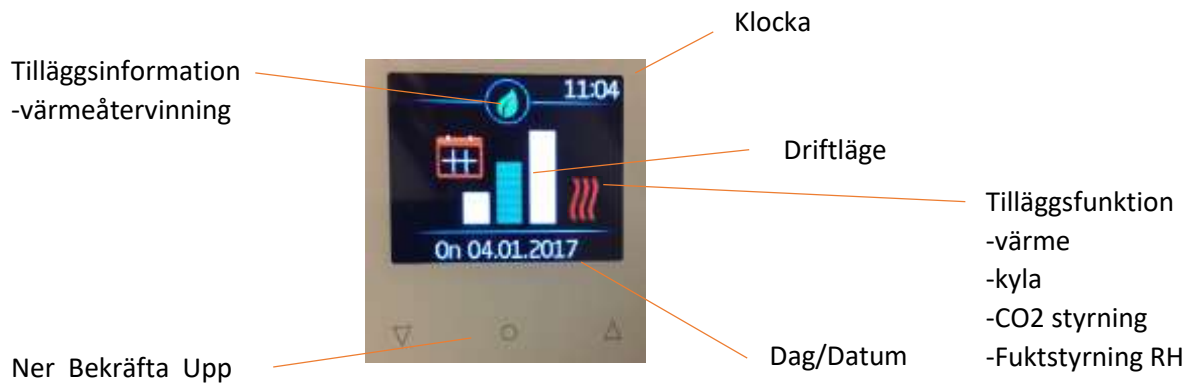 Klocka
Tilläggsinformation
-värmeåtervinning
11:04
Driftläge
Tilläggsfunktion
-värme
-kyla
-CO2 styrning
-Fuktstyrning RH
On 04.01.2017
Dag/Datum
Ner Bekräfta Upp